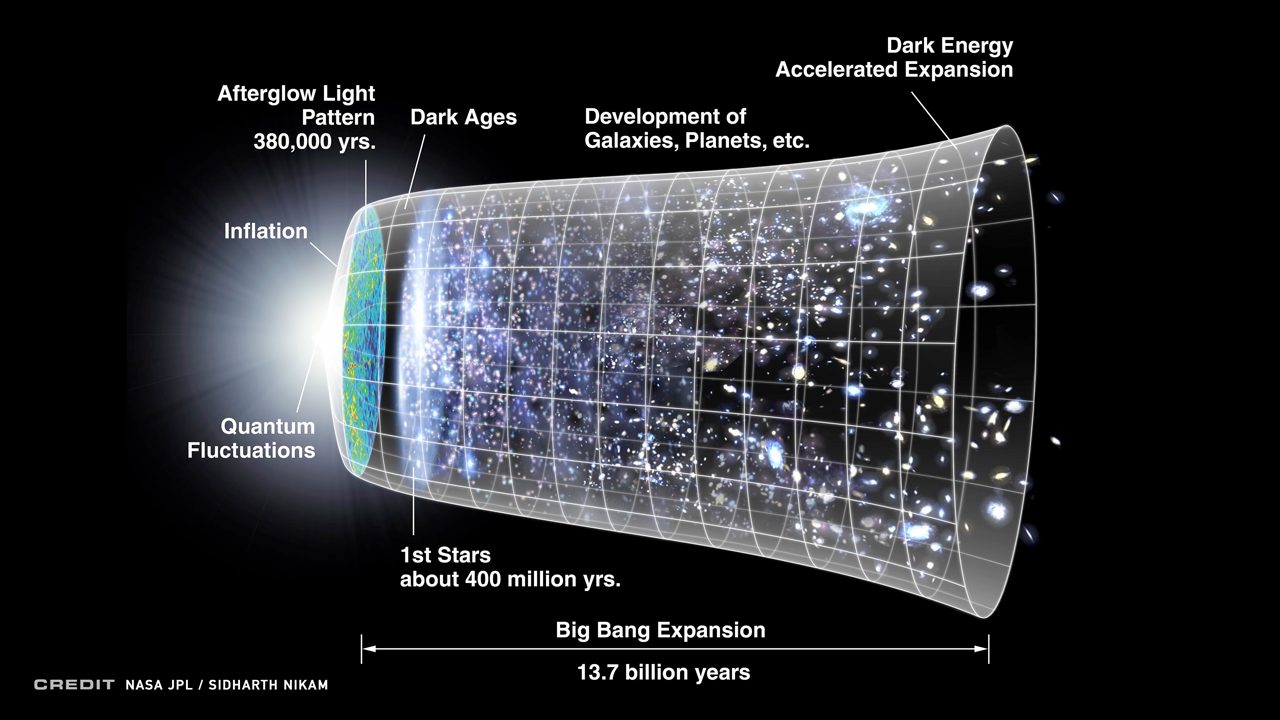 Dark Energy
Accelerated Expansion
Afterglow Light
Pattern
380,000 yrs.
Dark Ages
Development of
Galaxies, Planets, etc.
Inflation
Quantum
Fluctuations
1st Stars
about 400 million yrs.
Big Bang Expansion
13.7 billion years
CREDIT NASA JPL / SIDHARTH NIKAM